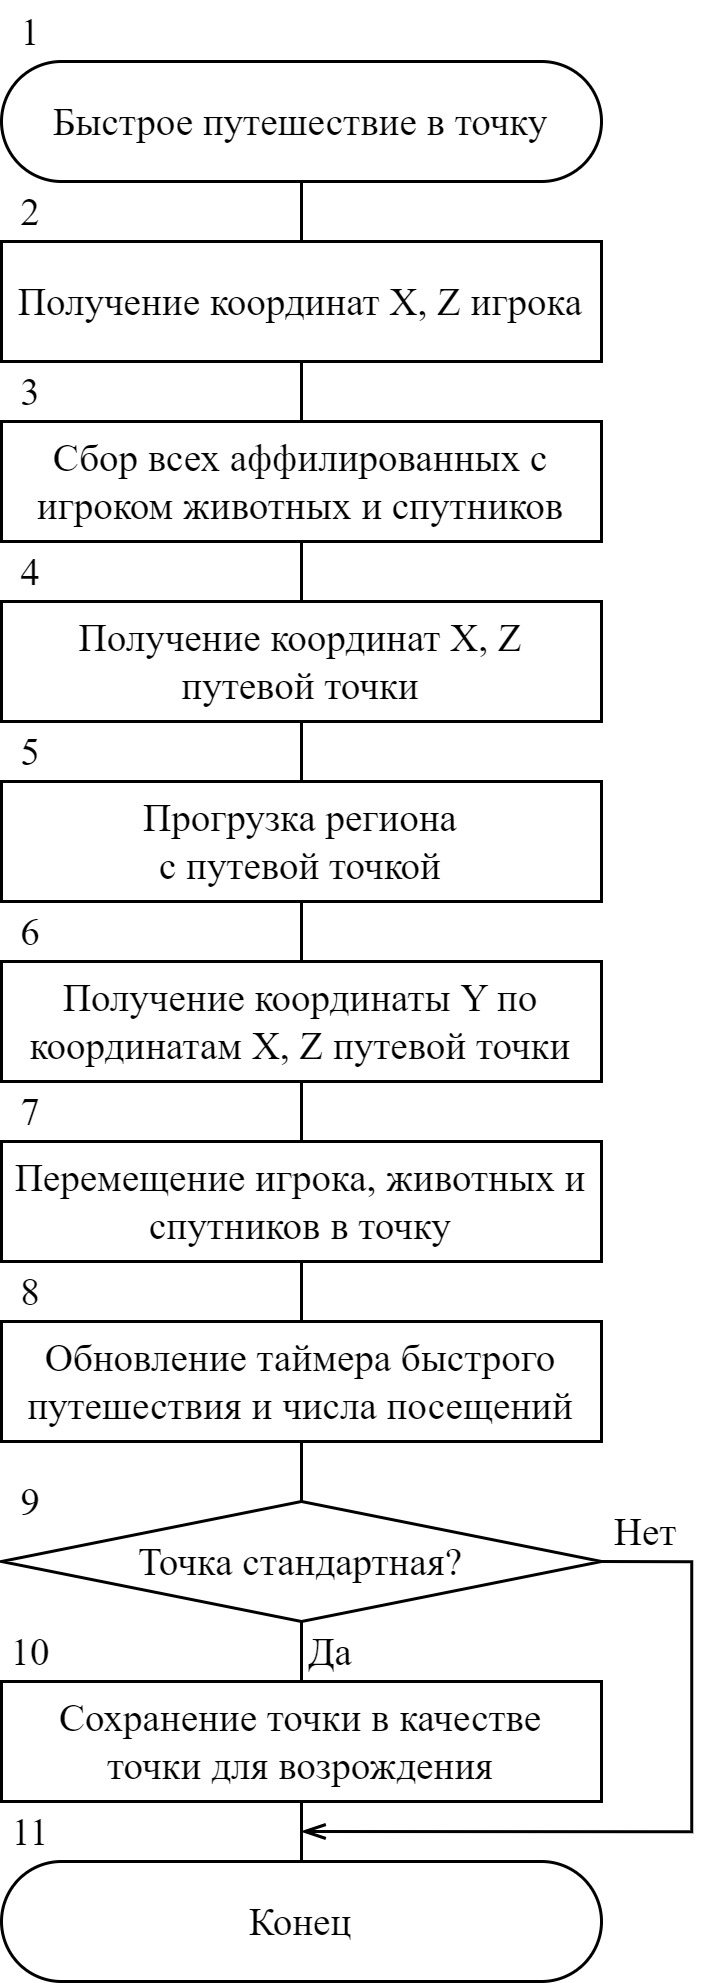 1
Быстрое путешествие в точку
2
Получение координат X, Z игрока
3
Сбор всех аффилированных с
игроком животных и спутников
4
Получение координат X, Z
путевой точки
5
Прогрузка региона
с путевой точкой
6
Получение координаты Y по
координатам X, Z путевой точки
7
Перемещение игрока, животных и
спутников в точку
8
Обновление таймера быстрого
путешествия и числа посещений
9
Точка стандартная?
Нет
Да
10
Сохранение точки в качестве
точки для возрождения
11
Конец